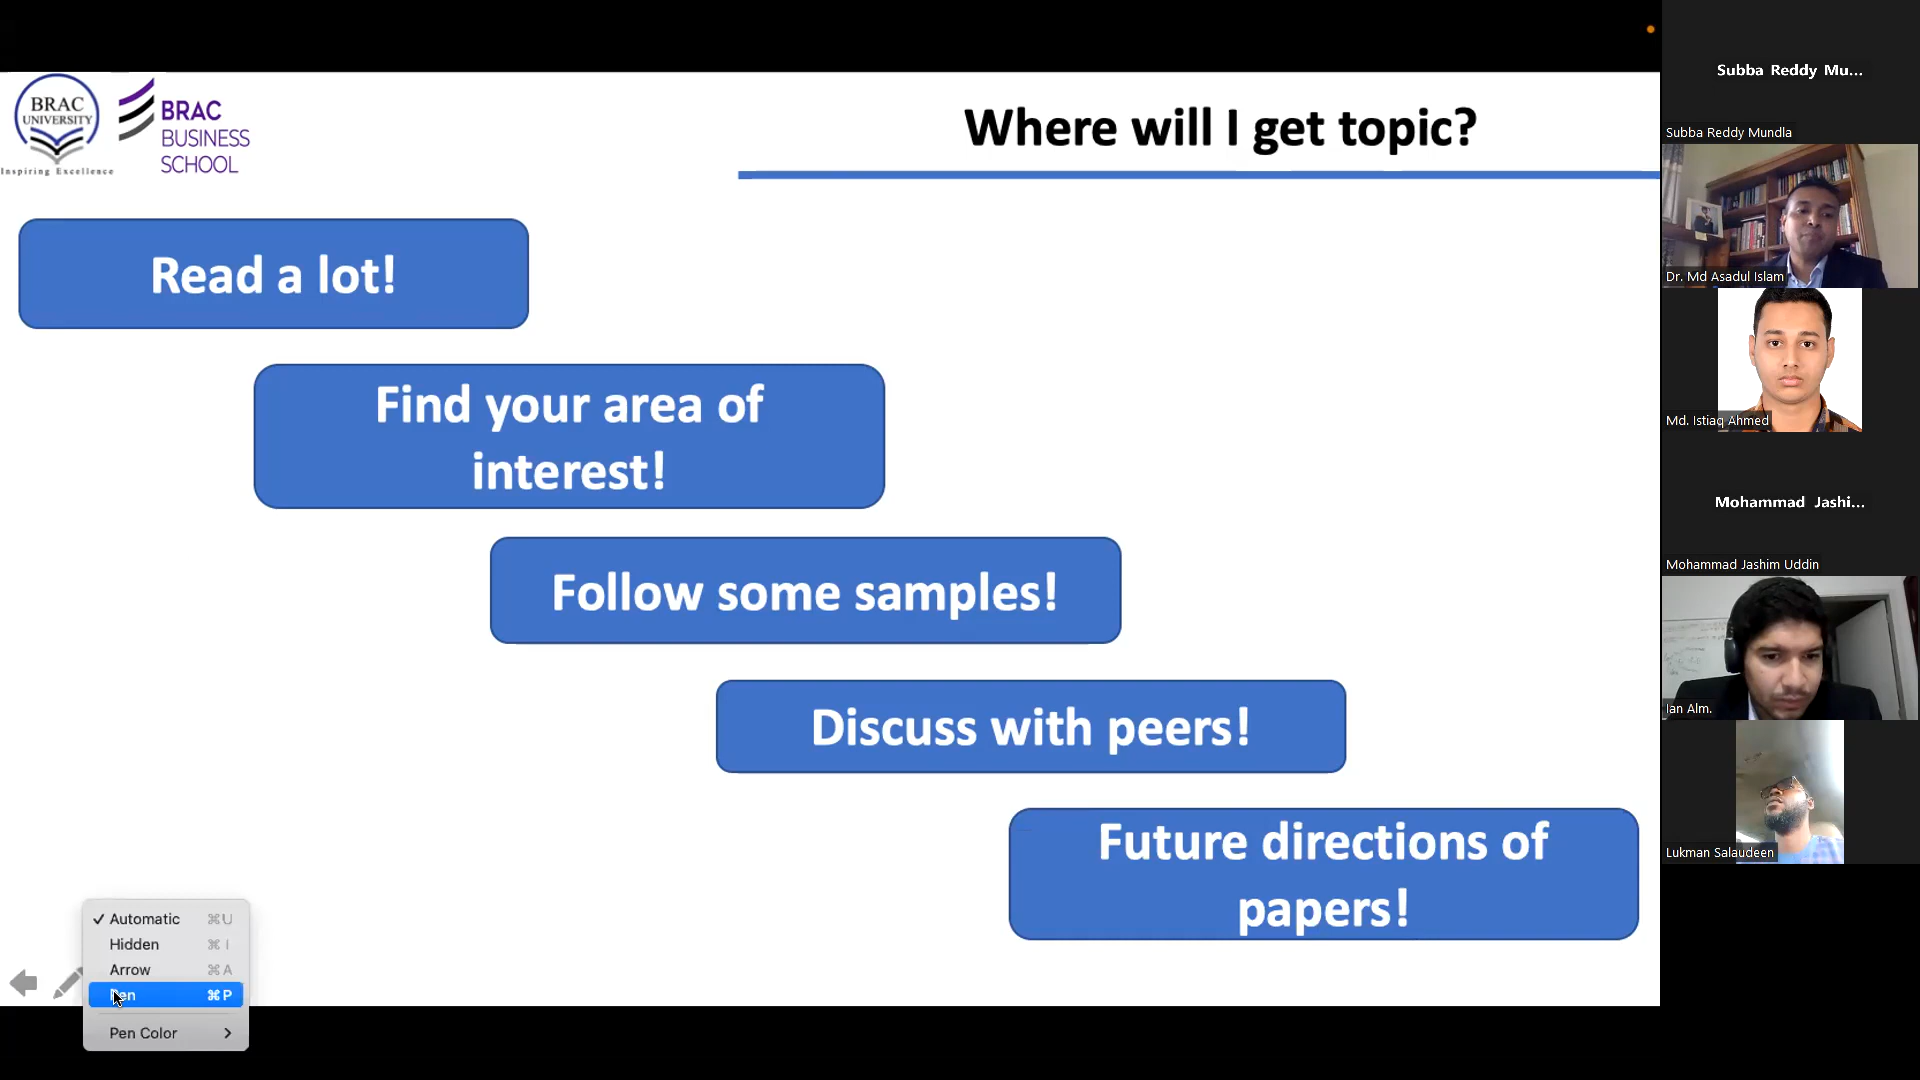 BRAC
UNIVERSITY
Inspiring Excellence
BRAC
BUSINESS
SCHOOL
Where will I get topic?
Read a lot!
Find your area of
interest!
Follow some samples!
Discuss with peers!
Future directions of
papers!
Automatic ⌘U
Hidden ⌘I
Arrow ⌘A
Pen ⌘P
Pen Color
Subba Reddy Mu...
Subba Reddy Mundla
Dr. Md Asadul Islam
Md. Istiaq Ahmed
Mohammad Jashi...
Mohammad Jashim Uddin
Jan Alm.
Lukman Salaudeen